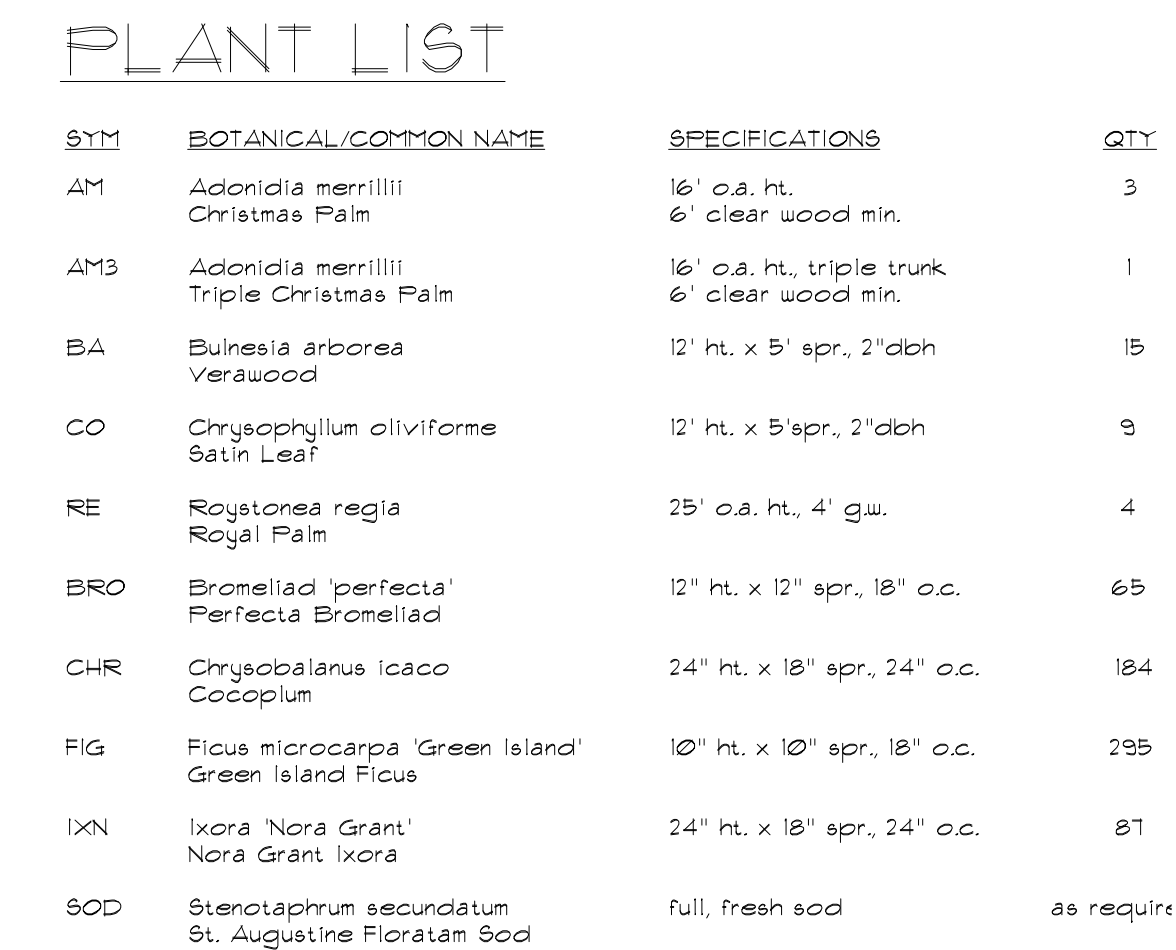 PLANT LIST
SYM BOTANICAL/COMMON NAME SPECIFICATIONS QTY
AM Adonidia merrillii 16' o.a. ht. 3
Christmas Palm 6' clear wood min.
AM3 Adonidia merrillii 16' o.a. ht., triple trunk 1
Triple Christmas Palm 6' clear wood min.
BA Bulnesia arborea 12' ht. x 5' spr., 2"dbh 15
Verawood
CO Chrysophyllum oliviforme 12' ht. x 5'spr., 2"dbh 9
Satin Leaf
RE Roystonea regia 25' o.a. ht., 4' g.w. 4
Royal Palm
BRO Bromeliad 'perfecta' 12" ht. x 12" spr., 18" o.c. 65
Perfecta Bromeliad
CHR Chrysobalanus icaco 24" ht. x 18" spr., 24" o.c. 184
Cocoplum
FIG Ficus microcarpa 'Green Island' 10" ht. x 10" spr., 18" o.c. 295
Green Island Ficus
IXN Ixora 'Nora Grant' 24" ht. x 18" spr., 24" o.c. 87
Nora Grant Ixora
SOD Stenotaphrum secundatum full, fresh sod as require
St. Augustine Floratam Sod